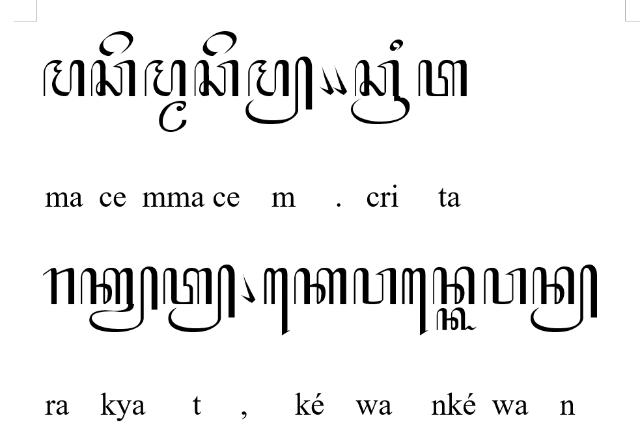 ꦩꦕꦼꦩ꧀ꦩꦕꦼꦩ꧀꧉ꦕꦿꦶꦠ
ma ce mma ce m . cri ta
ꦫꦏꦾꦠ꧀꧈ꦏꦺꦮꦤ꧀ꦏꦺꦮꦤ꧀
ra kya t , ké wa nké wa n